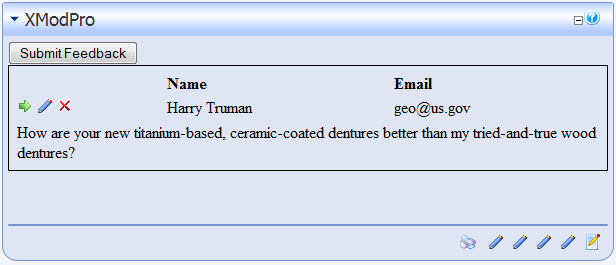 XModPro
Submit Feedback
Name Email
Harry Truman geo@us.gov
How are your new titanium-based, ceramic-coated dentures better than my tried-and-true wood
dentures?